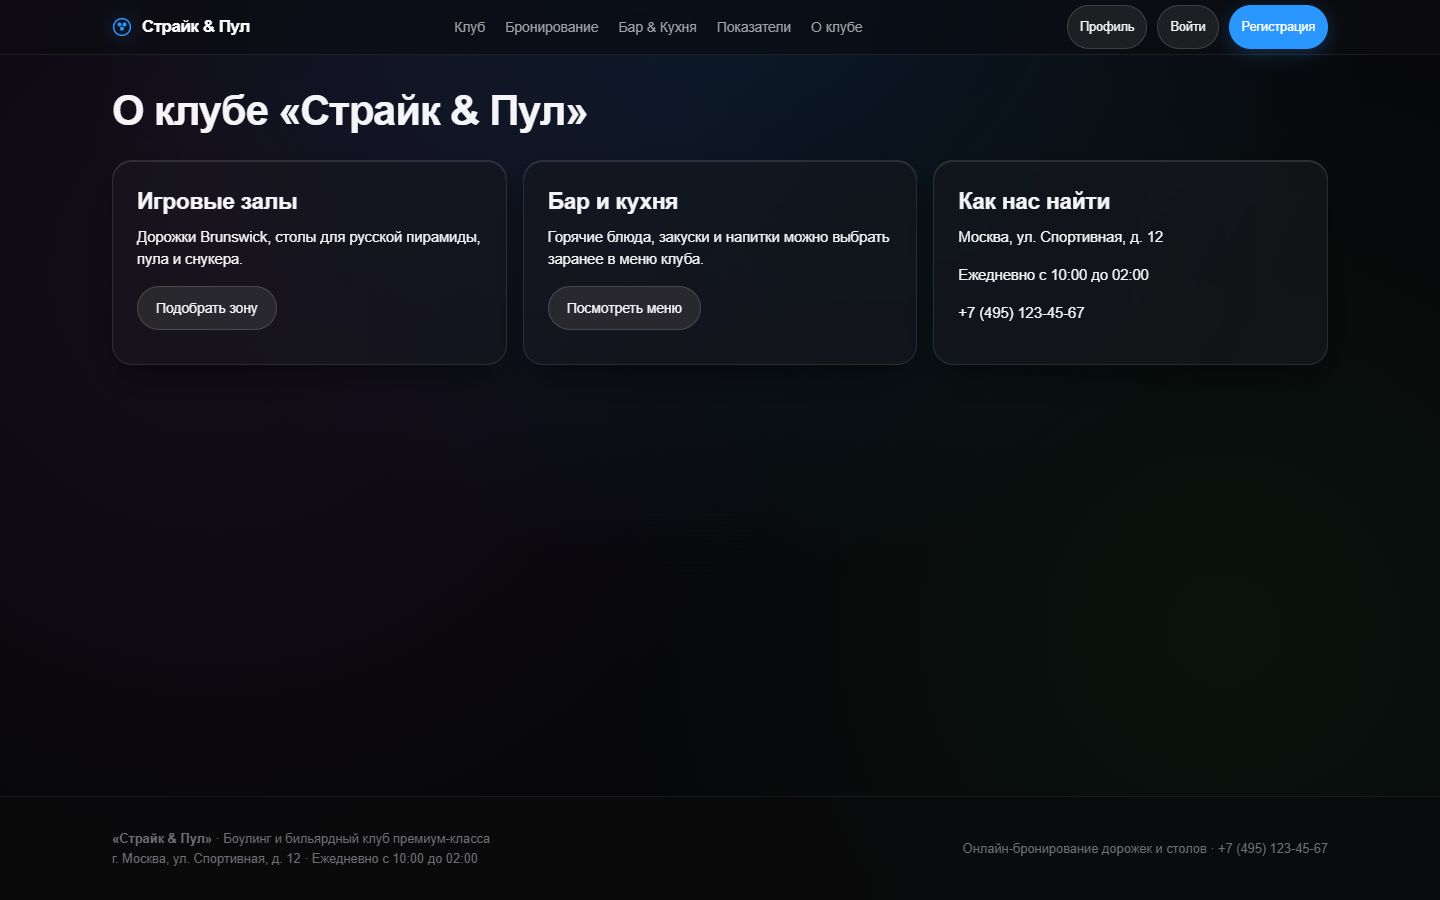 Страйк & Пул
Клуб
Бронирование
Бар & Кухня
Показатели
О клубе
Профиль
Войти
Регистрация
О клубе «Страйк & Пул»
Игровые залы
Дорожки Brunswick, столы для русской пирамиды,
пула и снукера.
Подобрать зону
Бар и кухня
Горячие блюда, закуски и напитки можно выбрать
заранее в меню клуба.
Посмотреть меню
Как нас найти
Москва, ул. Спортивная, д. 12
Ежедневно с 10:00 до 02:00
+7 (495) 123-45-67
«Страйк & Пул» · Боулинг и бильярдный клуб премиум-класса
г. Москва, ул. Спортивная, д. 12 · Ежедневно с 10:00 до 02:00
Онлайн-бронирование дорожек и столов · +7 (495) 123-45-67